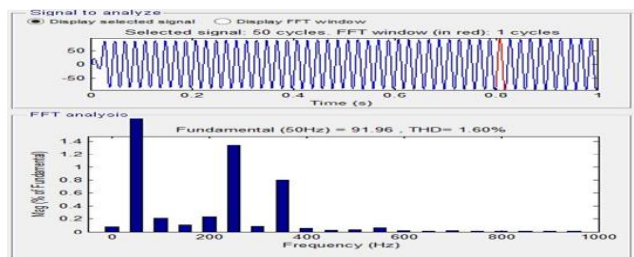 Signal to analyze
Display selected signal Display FFT window
Selected signal: 50 cycles. FFT window (in red): 1 cycles
50
0
-50
0 0.2 0.4 0.6 0.8 1
Time (s)
FFT analysis
Fundamental (50Hz) = 91.96 , THD= 1.60%
1.4
1.2
1
0.8
0.6
0.4
0.2
0
Mag (% of Fundamental)
0 200 400 600 800 1000
Frequency (Hz)